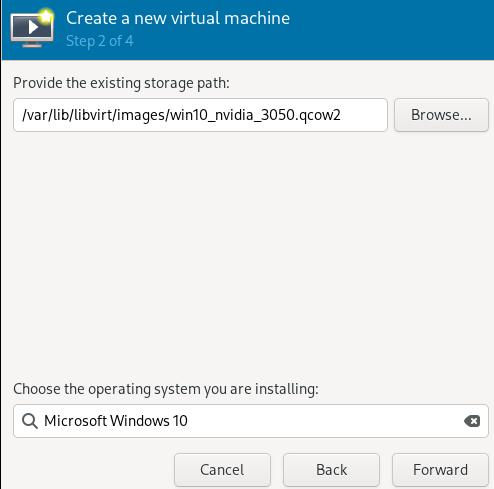 Create a new virtual machine
Step 2 of 4
Provide the existing storage path:
/var/lib/libvirt/images/win10_nvidia_3050.qcow2
Browse...
Choose the operating system you are installing:
Microsoft Windows 10
Cancel
Back
Forward